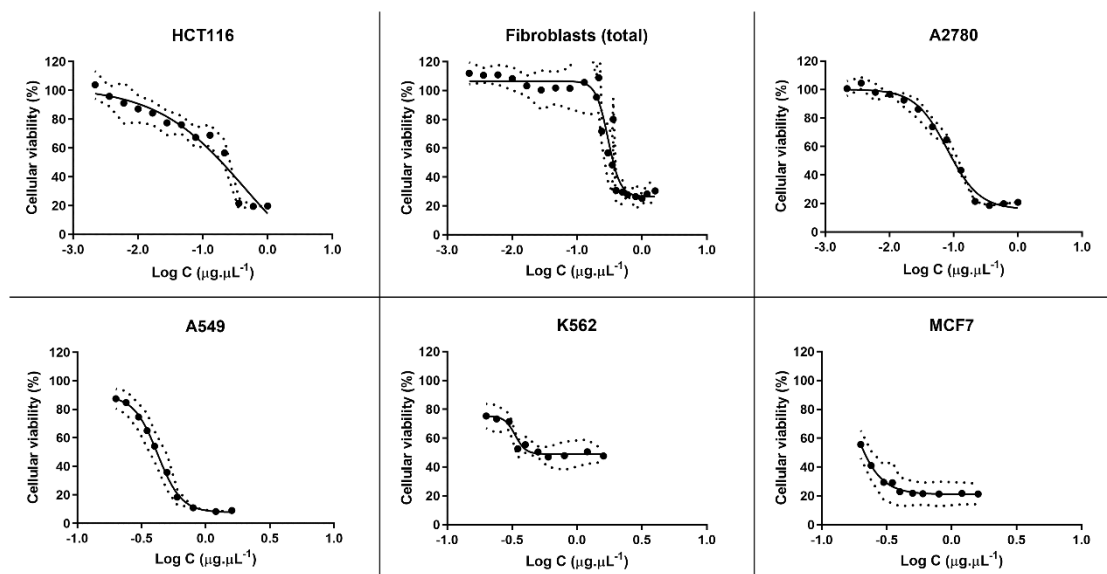 HCT116
120
100
80
60
40
20
0
Cellular viability (%)
-3.0 -2.0 -1.0 0.0 1.0
Log C (µg.µL⁻¹)
Fibroblasts (total)
120
100
80
60
40
20
0
Cellular viability (%)
-3.0 -2.0 -1.0 0.0 1.0
Log C (µg.µL⁻¹)
A2780
120
100
80
60
40
20
0
Cellular viability (%)
-3.0 -2.0 -1.0 0.0 1.0
Log C (µg.µL⁻¹)
A549
120
100
80
60
40
20
0
Cellular viability (%)
-1.0 -0.5 0.0 0.5 1.0
Log C (µg.µL⁻¹)
K562
120
100
80
60
40
20
0
Cellular viability (%)
-1.0 -0.5 0.0 0.5 1.0
Log C (µg.µL⁻¹)
MCF7
120
100
80
60
40
20
0
Cellular viability (%)
-1.0 -0.5 0.0 0.5 1.0
Log C (µg.µL⁻¹)